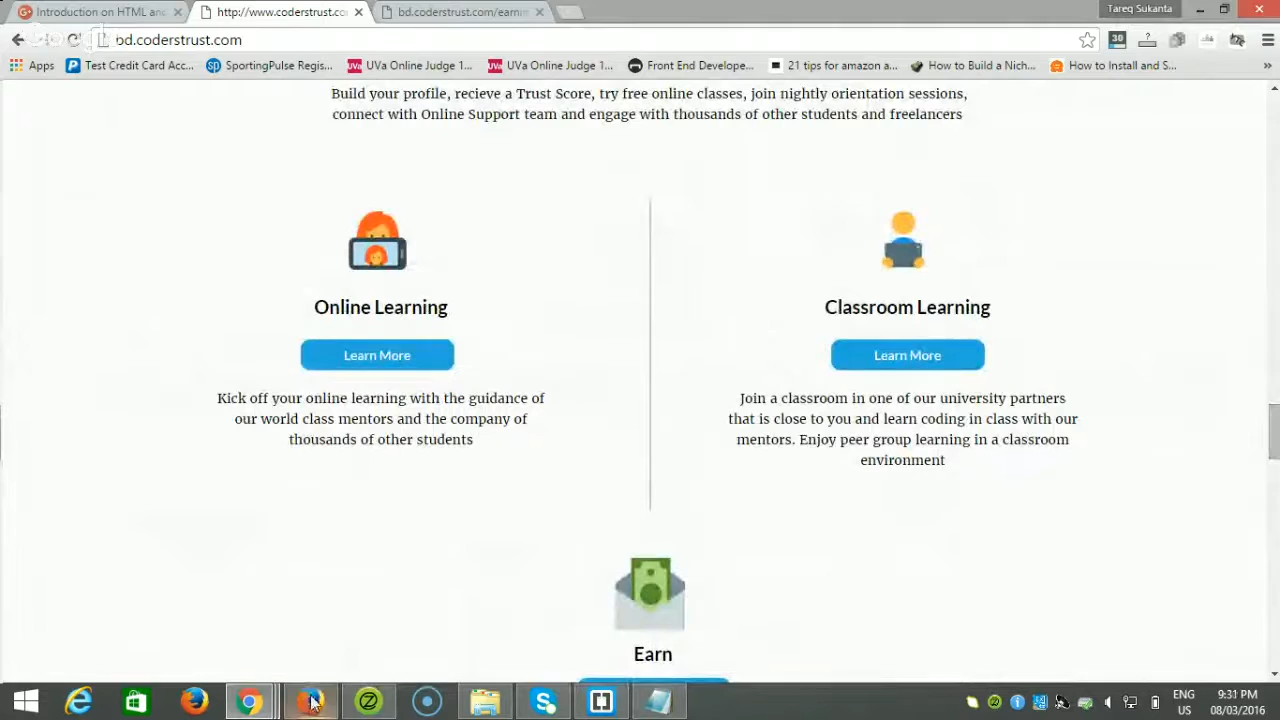 Tareq Sukanta
Introduction on HTML and
http://www.coderstrust.co
bd.coderstrust.com/earni
bd.coderstrust.com
30
Apps
Test Credit Card Acc...
SportingPulse Regis...
UVa Online Judge 1...
UVa Online Judge 1...
Front End Develope...
21 tips for amazon a...
How to Build a Nich...
How to Install and S...
»
Build your profile, recieve a Trust Score, try free online classes, join nightly orientation sessions,
connect with Online Support team and engage with thousands of other students and freelancers
Online Learning
Learn More
Kick off your online learning with the guidance of
our world class mentors and the company of
thousands of other students
Classroom Learning
Learn More
Join a classroom in one of our university partners
that is close to you and learn coding in class with our
mentors. Enjoy peer group learning in a classroom
environment
Earn
ENG
US
9:31 PM
08/03/2016